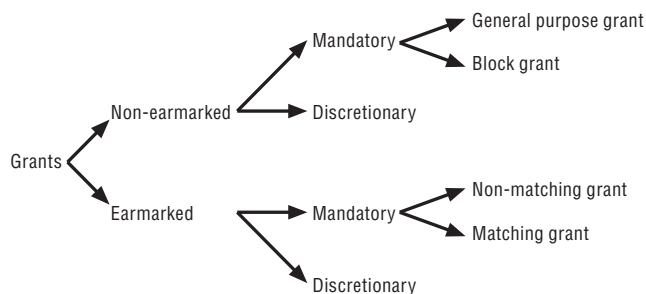 General purpose grant
Mandatory
Block grant
Non-earmarked
Discretionary
Grants
Non-matching grant
Earmarked
Mandatory
Matching grant
Discretionary